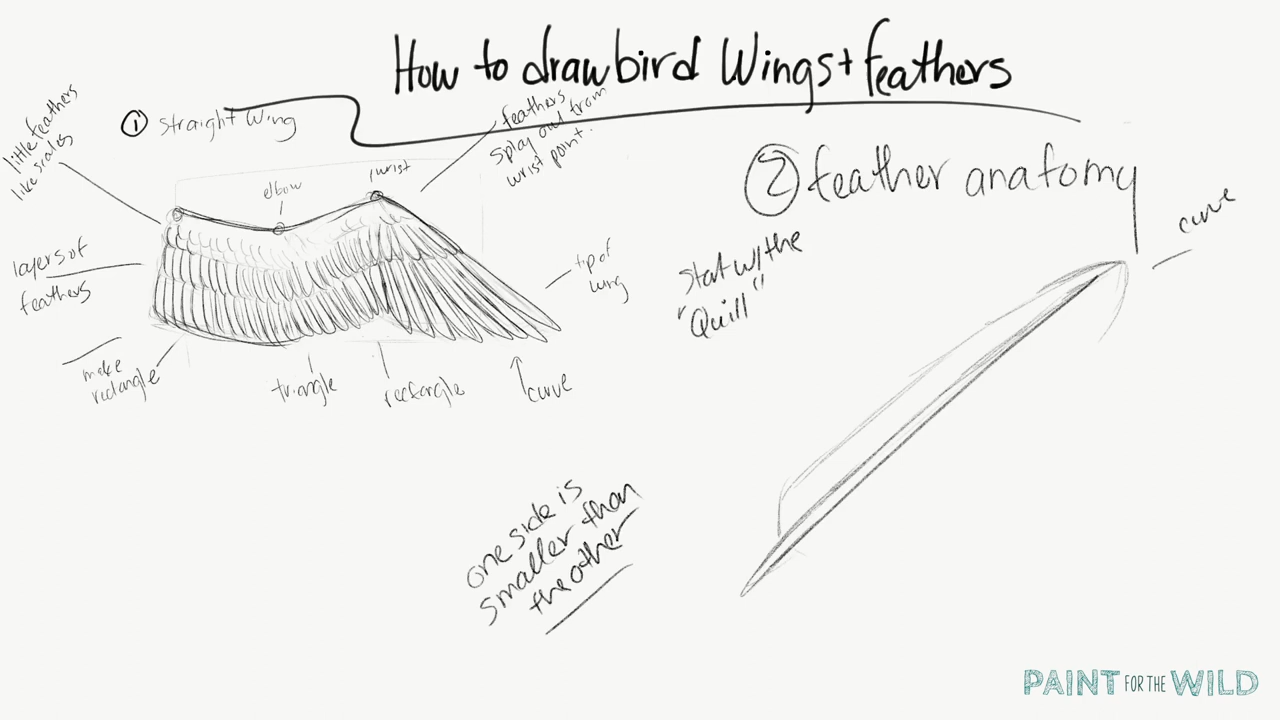 How to draw bird Wings + feathers
① Straight Wing
little feathers
like scales
elbow
wrist
feathers
splay out from
wrist point.
layers of
feathers
tip of
wing
make
rectangle
triangle
rectangle
curve
② feather anatomy
curve
Start w/the
"Quill"
one side is
smaller than
the other
PAINT FOR THE WILD